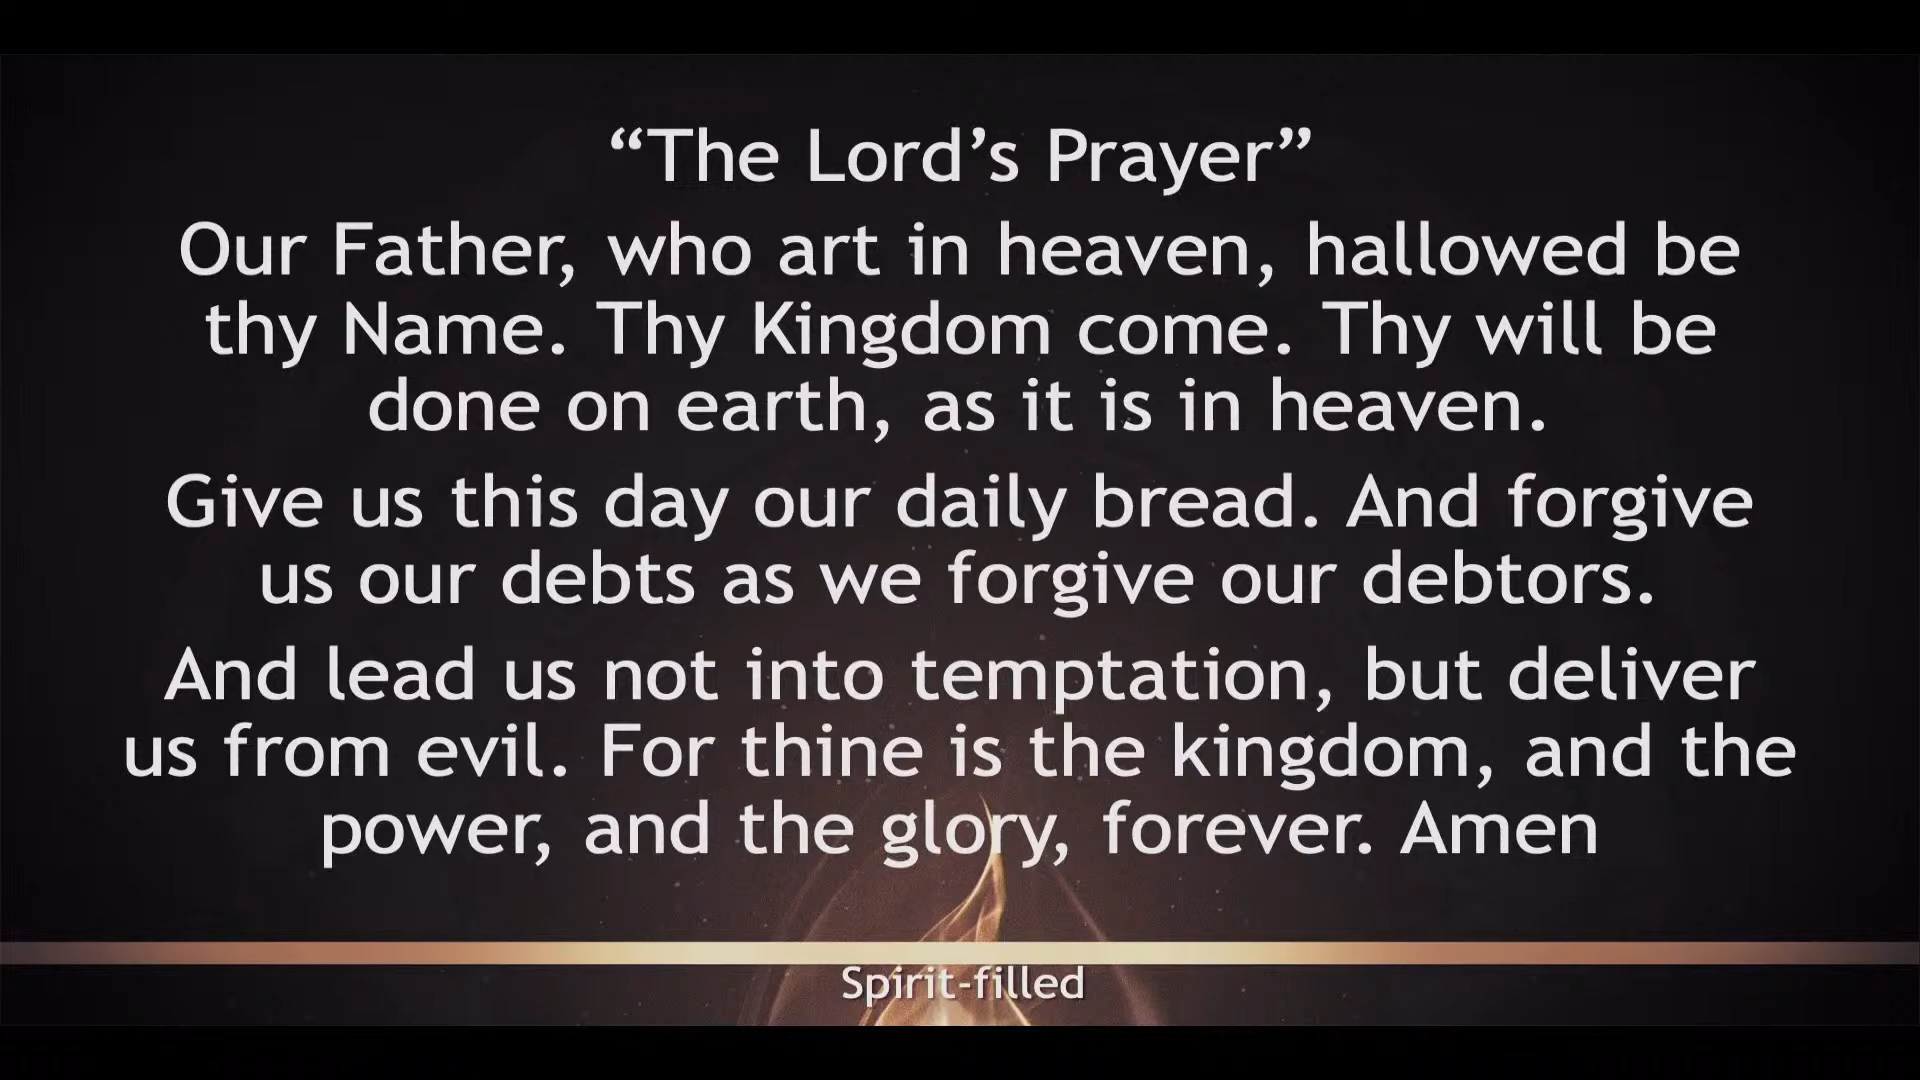 “The Lord’s Prayer”
Our Father, who art in heaven, hallowed be
thy Name. Thy Kingdom come. Thy will be
done on earth, as it is in heaven.
Give us this day our daily bread. And forgive
us our debts as we forgive our debtors.
And lead us not into temptation, but deliver
us from evil. For thine is the kingdom, and the
power, and the glory, forever. Amen
Spirit-filled